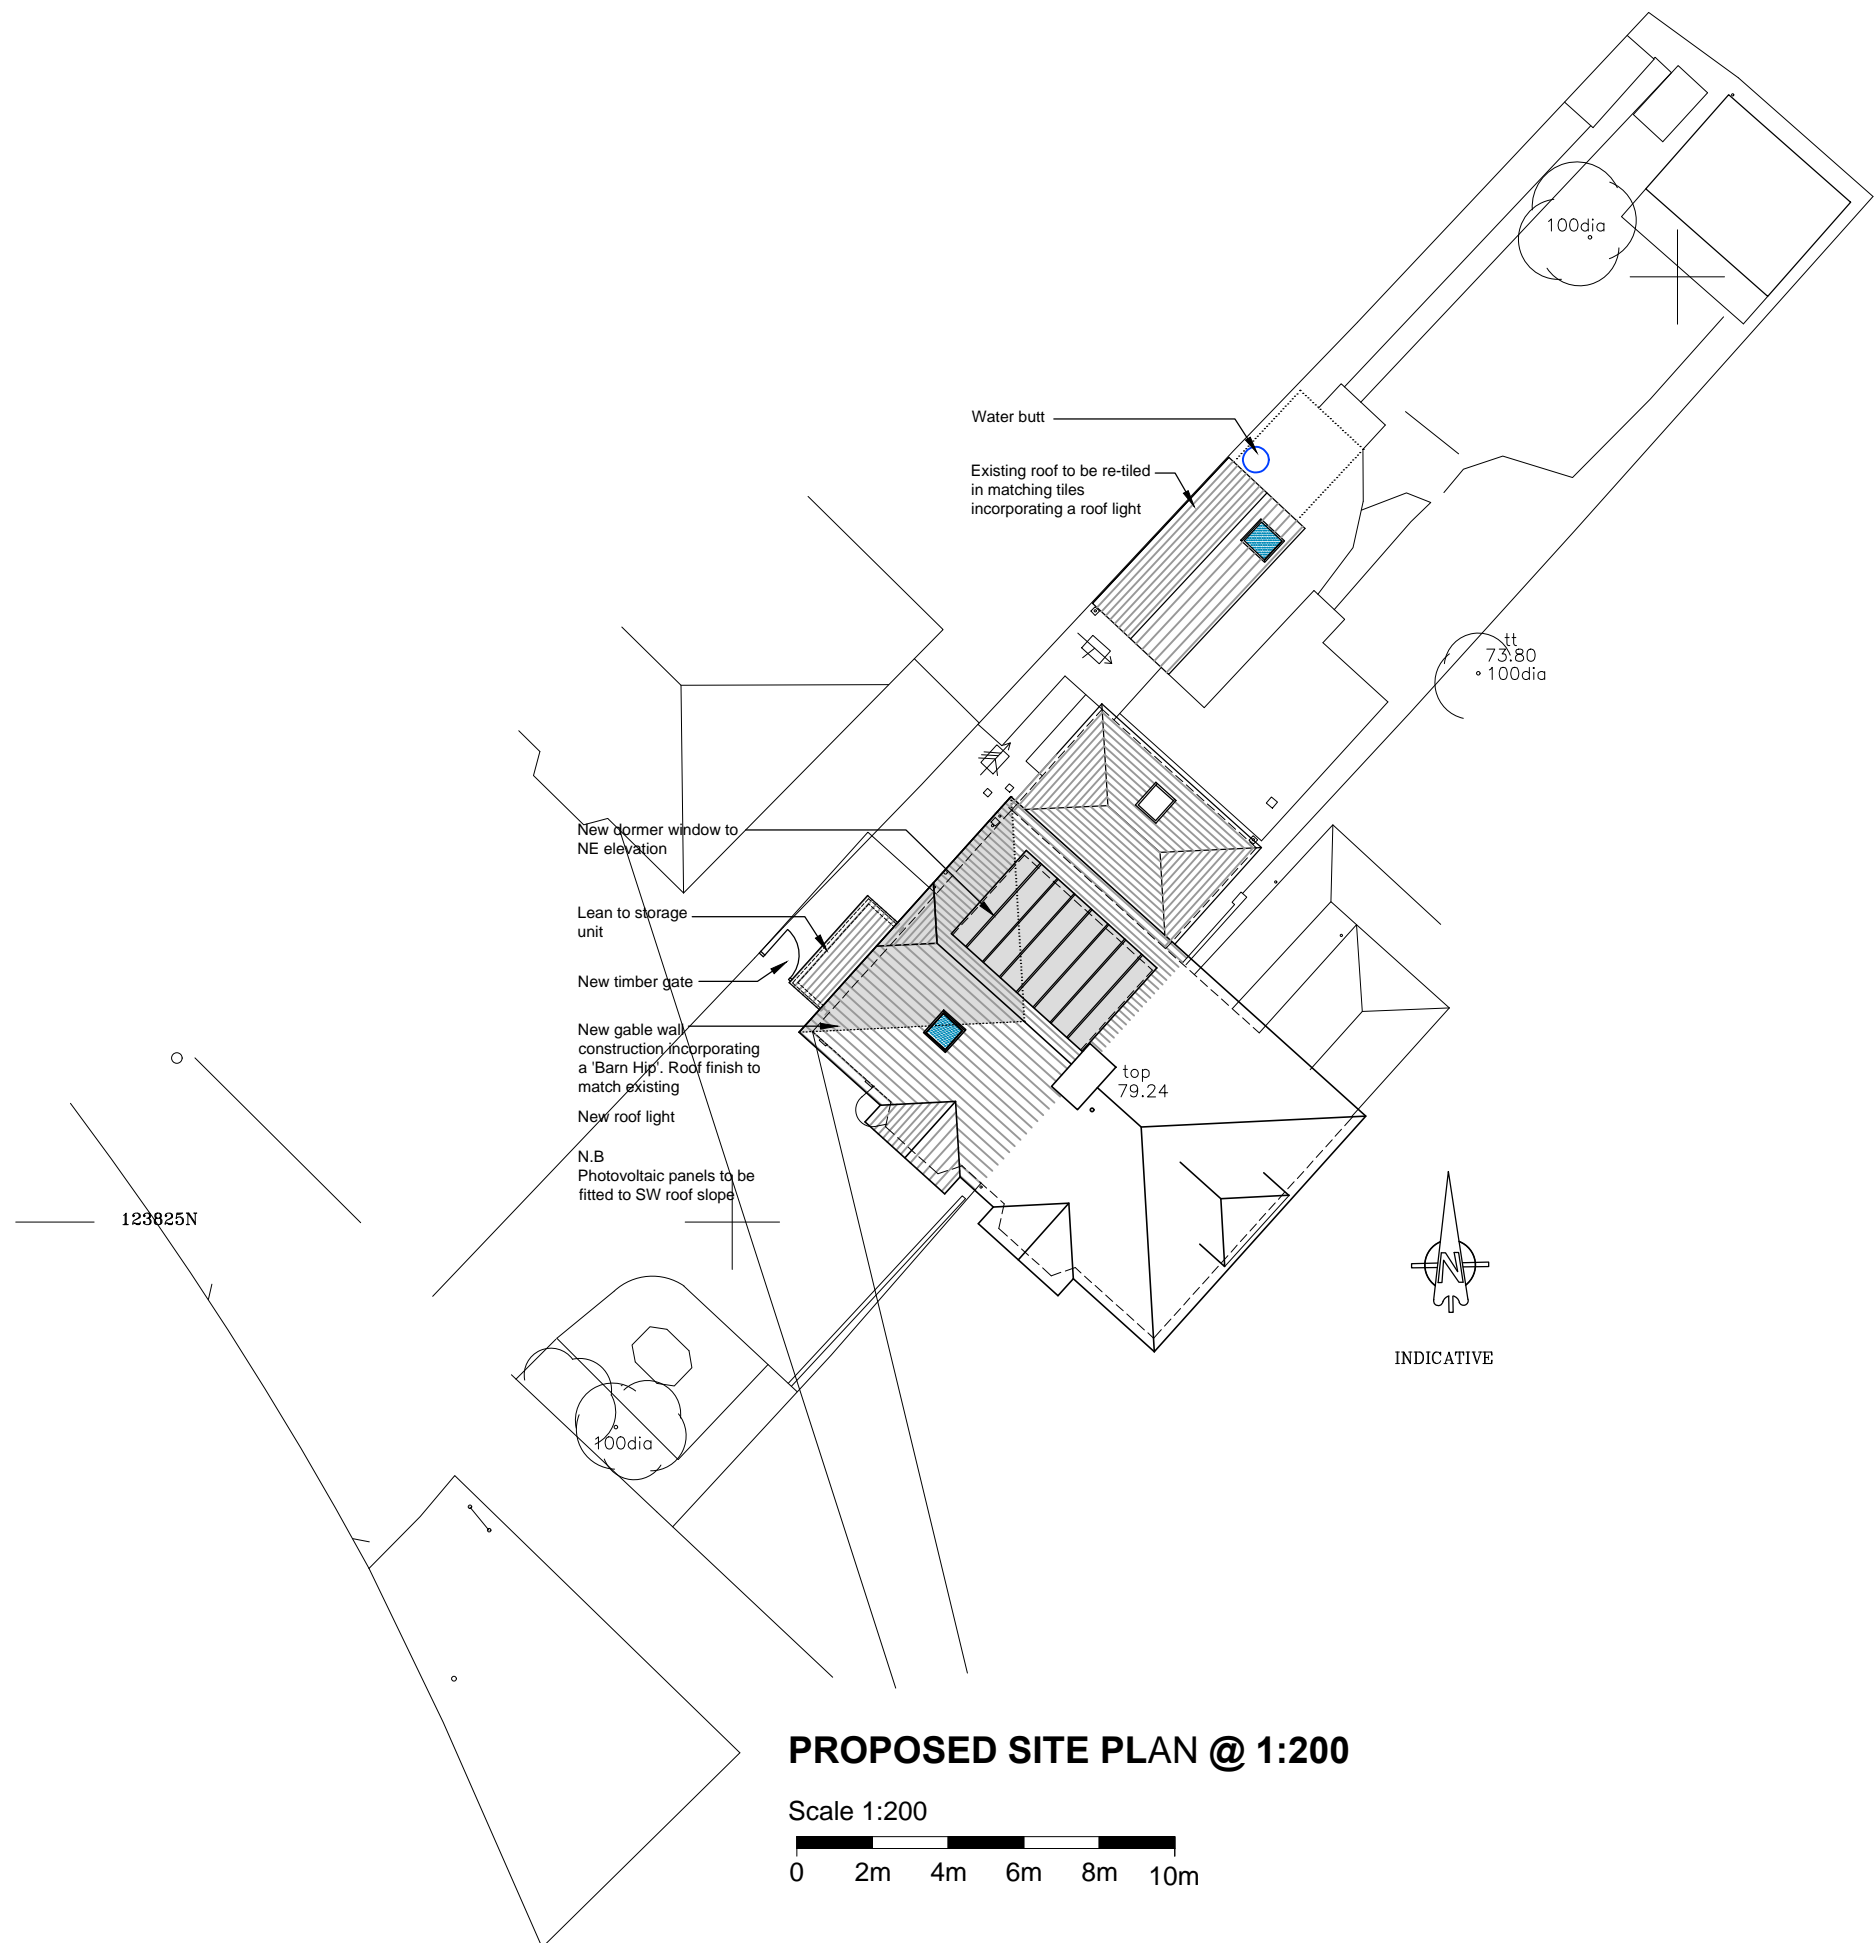 100dia
Water butt
Existing roof to be re-tiled
in matching tiles
incorporating a roof light
tt
73.80
100dia
New dormer window to
NE elevation
Lean to storage
unit
New timber gate
New gable wall
construction incorporating
a 'Barn Hip'. Roof finish to
match existing
New roof light
N.B
Photovoltaic panels to be
fitted to SW roof slope
top
79.24
123825N
N
INDICATIVE
100dia
PROPOSED SITE PLAN @ 1:200
Scale 1:200
0 2m 4m 6m 8m 10m